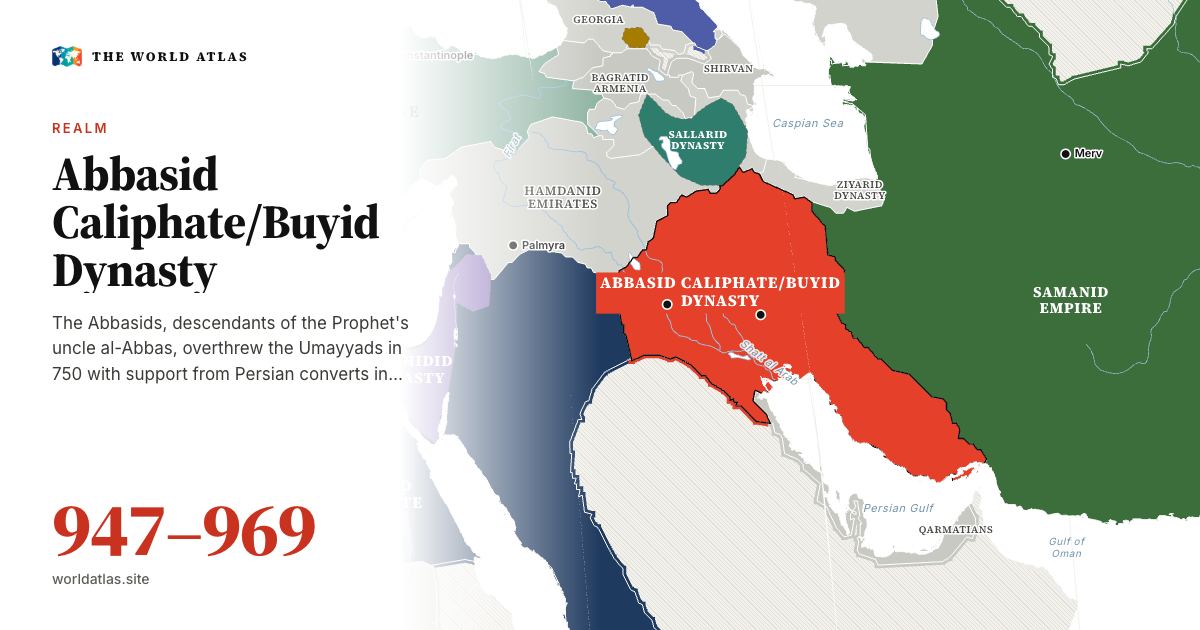 THE WORLD ATLAS
REALM
Abbasid
Caliphate/Buyid
Dynasty
The Abbasids, descendants of the Prophet's
uncle al-Abbas, overthrew the Umayyads in
750 with support from Persian converts in...
947–969
worldatlas.site
GEORGIA
SHIRVAN
BAGRATID
ARMENIA
SALLARID
DYNASTY
Caspian Sea
Merv
ZIYARID
DYNASTY
Firat
HAMDANID
EMIRATES
Palmyra
ABBASID CALIPHATE/BUYID
DYNASTY
SAMANID
EMPIRE
Shatt al Arab
Persian Gulf
QARMATIANS
Gulf of
Oman